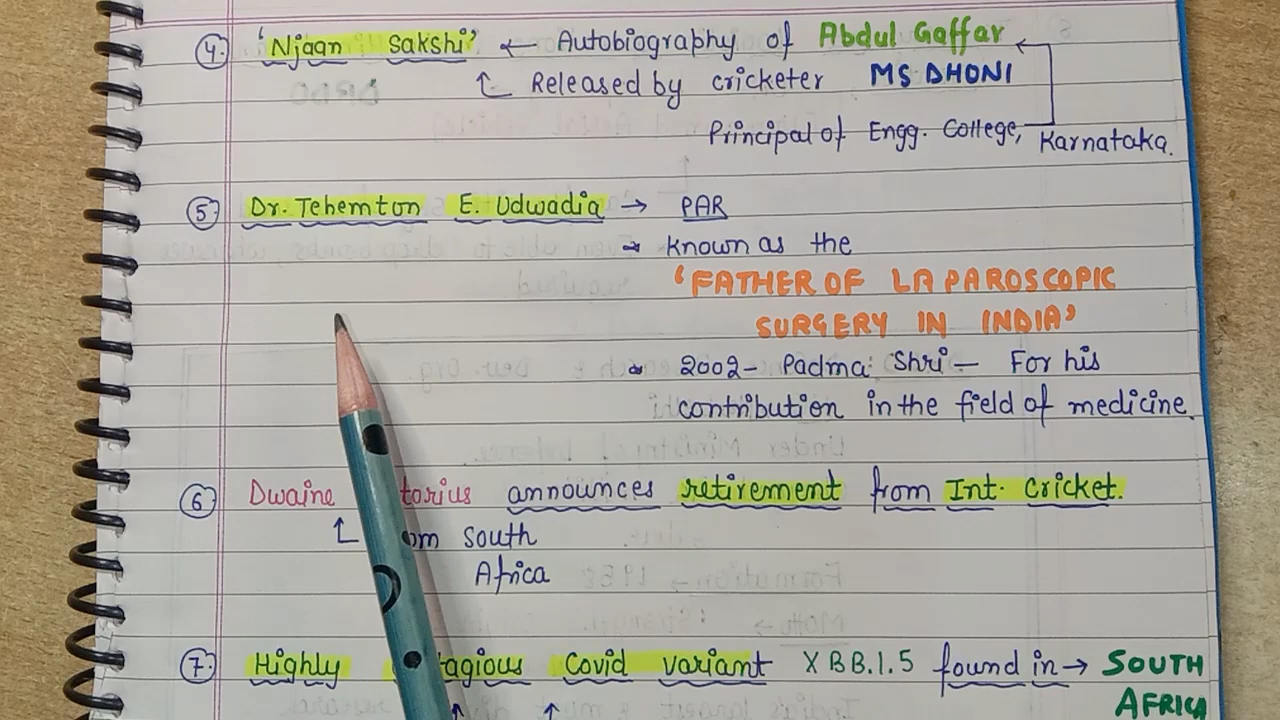 4. 'Njaan Sakshi' ← Autobiography of Abdul Gaffar
Released by cricketer MS DHONI
Principal of Engg. College, Karnataka.
5. Dr. Tehemton E. Udwadia → PAR
→ known as the
'FATHER OF LAPAROSCOPIC
SURGERY IN INDIA'
→ 2002- Padma Shri – For his
contribution in the field of medicine
6. Dwaine torius announces retirement from Int. Cricket.
om South
Africa
7. Highly tagious Covid variant XBB.1.5 found in → SOUTH
AFRICA